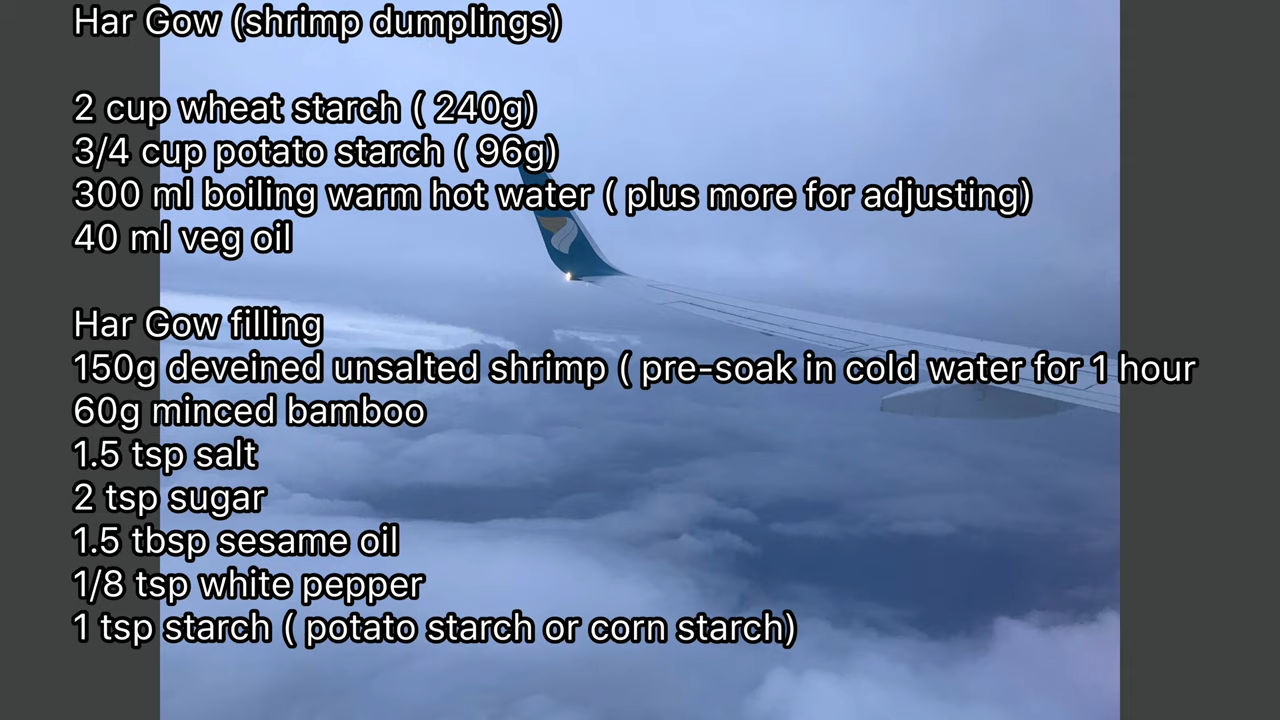 Har Gow (shrimp dumplings)
2 cup wheat starch ( 240g)
3/4 cup potato starch ( 96g)
300 ml boiling warm hot water ( plus more for adjusting)
40 ml veg oil
Har Gow filling
150g deveined unsalted shrimp ( pre-soak in cold water for 1 hour
60g minced bamboo
1.5 tsp salt
2 tsp sugar
1.5 tbsp sesame oil
1/8 tsp white pepper
1 tsp starch ( potato starch or corn starch)